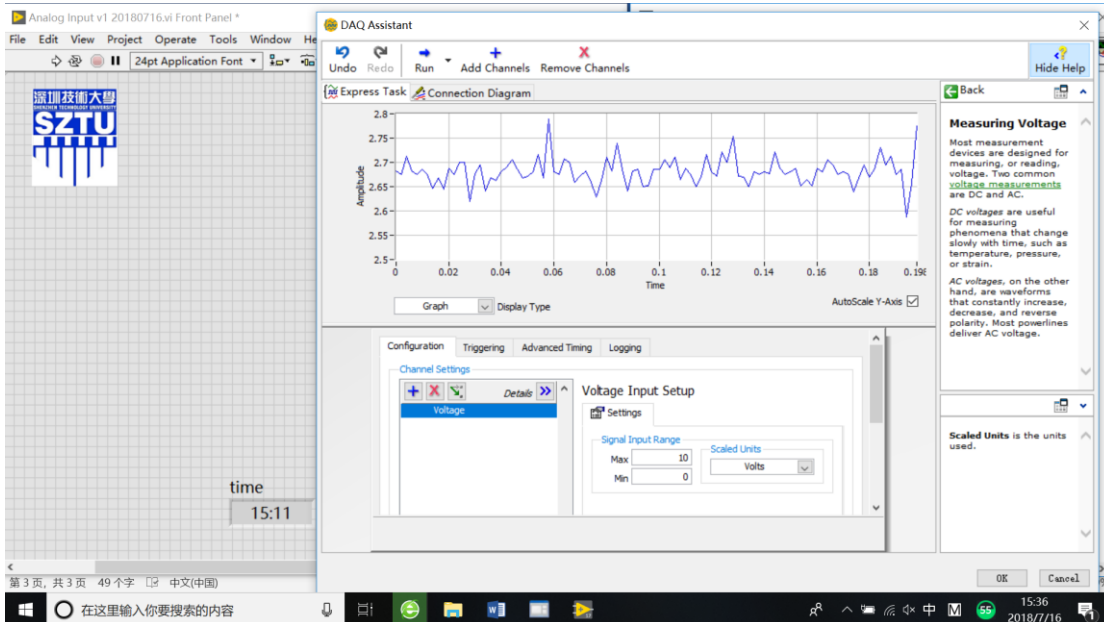 Analog Input v1 20180716.vi Front Panel *
File Edit View Project Operate Tools Window He
24pt Application Font
深圳技術大學
SHENZHEN TECHNOLOGY UNIVERSITY
SZTU
time
15:11
第3页, 共3页 49个字 中文(中国)
DAQ Assistant
Undo Redo Run Add Channels Remove Channels Hide Help
Express Task Connection Diagram
Amplitude
2.8
2.75
2.7
2.65
2.6
2.55
2.5
0 0.02 0.04 0.06 0.08 0.1 0.12 0.14 0.16 0.18 0.198
Time
Graph Display Type AutoScale Y-Axis
Configuration Triggering Advanced Timing Logging
Channel Settings
Details
Voltage
Voltage Input Setup
Settings
Signal Input Range
Max 10
Min 0
Scaled Units
Volts
Back
Measuring Voltage
Most measurement
devices are designed for
measuring, or reading,
voltage. Two common
voltage measurements
are DC and AC.
DC voltages are useful
for measuring
phenomena that change
slowly with time, such as
temperature, pressure,
or strain.
AC voltages, on the other
hand, are waveforms
that constantly increase,
decrease, and reverse
polarity. Most powerlines
deliver AC voltage.
Scaled Units is the units
used.
OK Cancel
在这里输入你要搜索的内容
55
中
15:36
2018/7/16
1